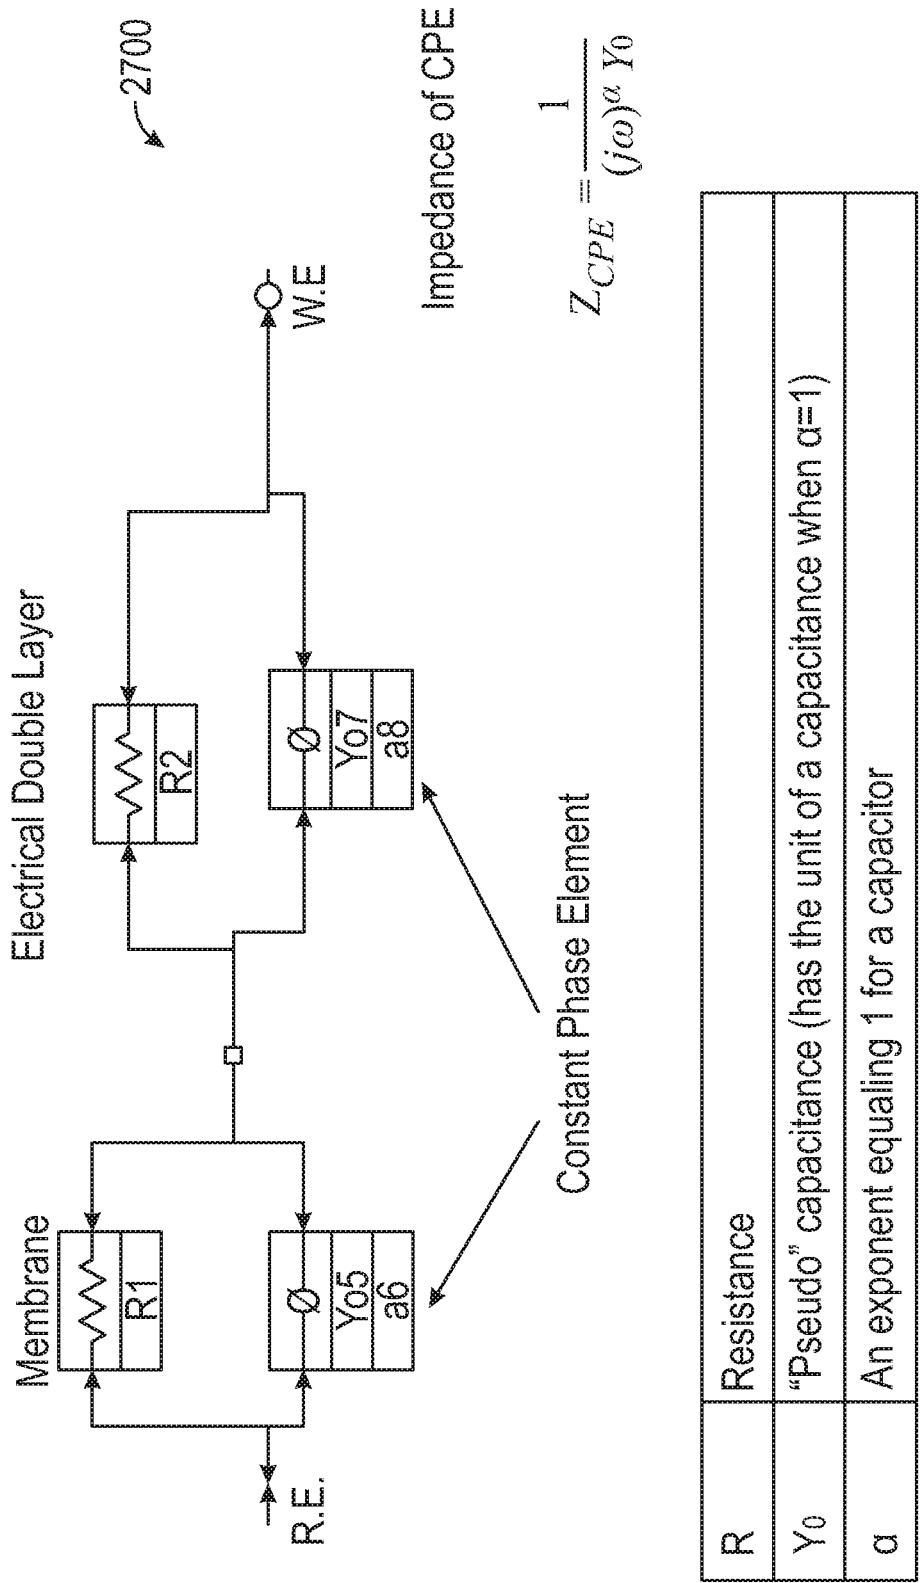 2700
Membrane
R1
Yo5
a6
R.E.
Electrical Double Layer
R2
Yo7
a8
W.E
Constant Phase Element
Impedance of CPE
Z_CPE = 1 / (jω)^α Y₀
R Resistance
Y₀ “Pseudo” capacitance (has the unit of a capacitance when α=1)
α An exponent equaling 1 for a capacitor